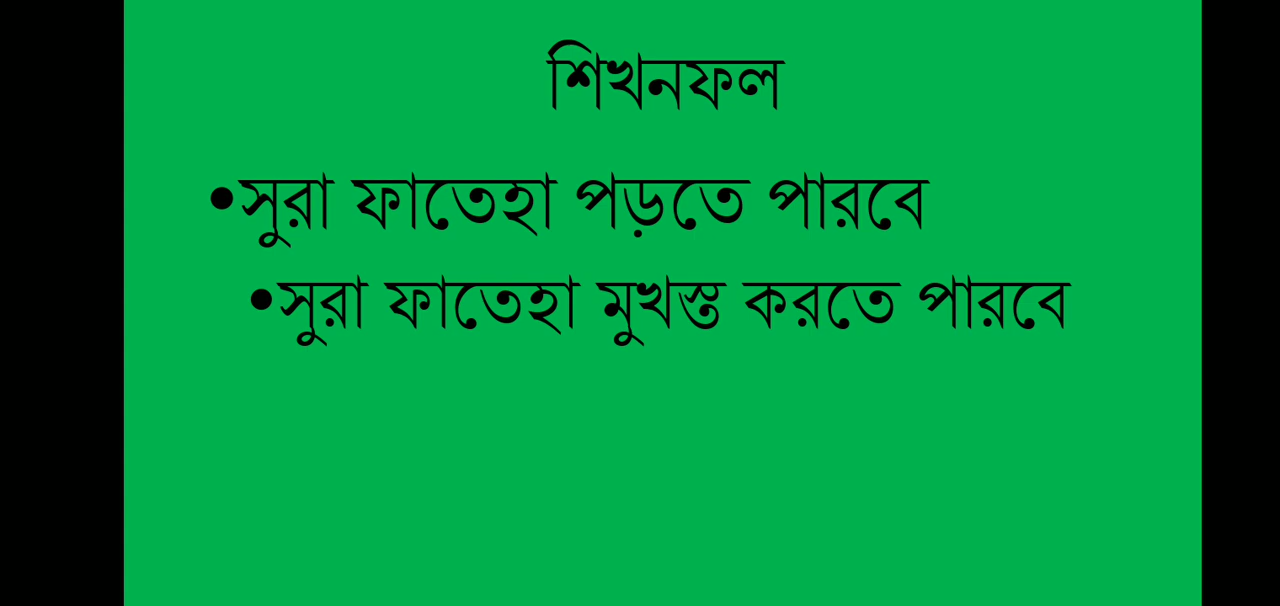 শিখনফল
•সুরা ফাতেহা পড়তে পারবে
•সুরা ফাতেহা মুখস্ত করতে পারবে